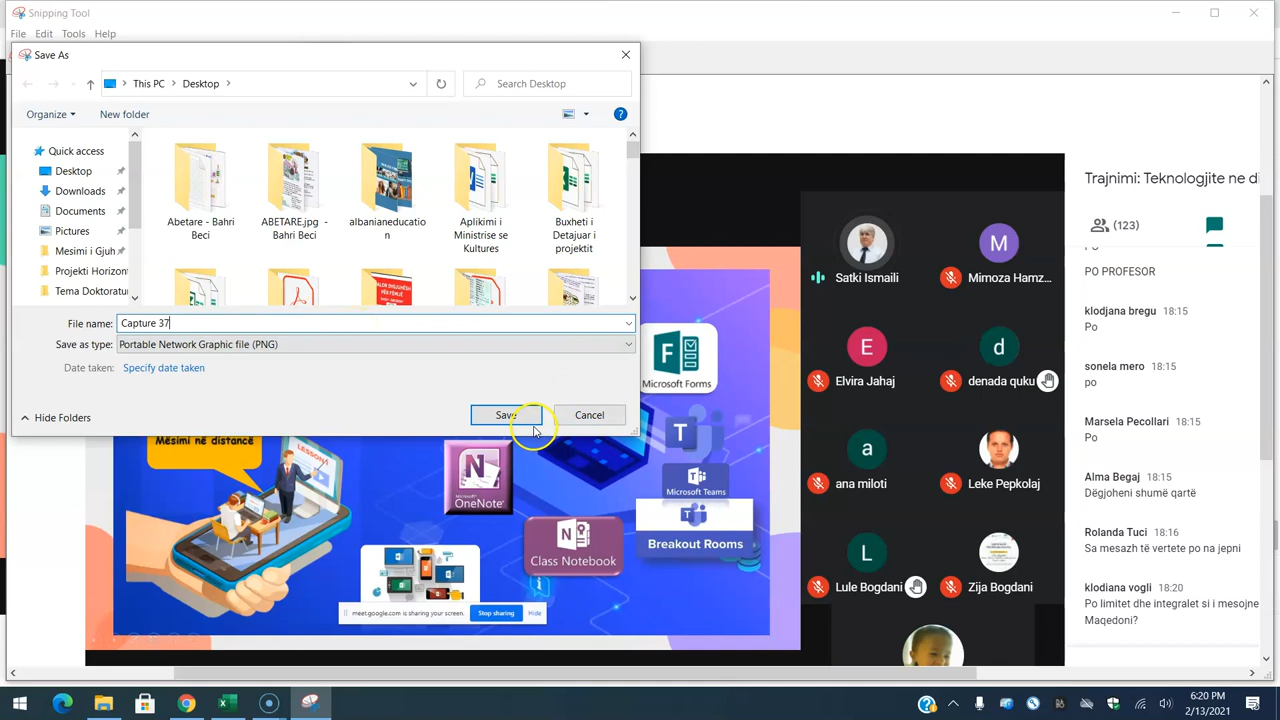 Snipping Tool
File Edit Tools Help
Save As
This PC > Desktop >
Search Desktop
Organize
New folder
Quick access
Desktop
Downloads
Documents
Pictures
Mesimi i Gjuh
Projekti Horizon
Tema Doktoratu
Abetare - Bahri
Beci
ABETARE.jpg -
Bahri Beci
albanianeducatio
n
Aplikimi i
Ministrise se
Kultures
Buxheti i
Detajuar i
projektit
File name: Capture 37
Save as type: Portable Network Graphic file (PNG)
Date taken: Specify date taken
Hide Folders
Save
Cancel
Mësimi në distancë
LESSONS
Microsoft
OneNote
Class Notebook
Microsoft Forms
Microsoft Teams
Breakout Rooms
meet.google.com is sharing your screen.
Stop sharing
Hide
Satki Ismaili
Mimoza Hamz...
Elvira Jahaj
denada quku
ana miloti
Leke Pepkolaj
Lule Bogdani
Zija Bogdani
M
E
d
a
L
Trajnimi: Teknologjite ne di
(123)
PO PROFESOR
klodjana bregu 18:15
Po
sonela mero 18:15
po
Marsela Pecollari 18:15
Po
Alma Begaj 18:15
Dëgjoheni shumë qartë
Rolanda Tuci 18:16
Sa mesazh të vertete po na jepni
klodiana vogli 18:20
Po limitet dhe integralet si i mesojne
Maqedoni?
6:20 PM
2/13/2021